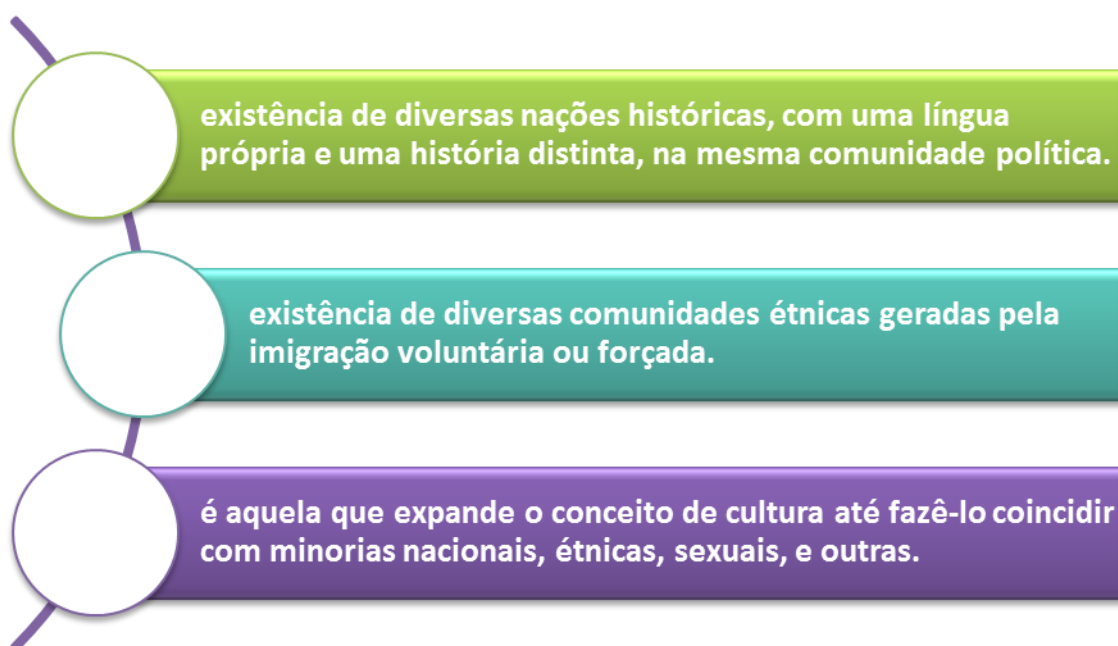 existência de diversas nações históricas, com uma língua
própria e uma história distinta, na mesma comunidade política.
existência de diversas comunidades étnicas geradas pela
imigração voluntária ou forçada.
é aquela que expande o conceito de cultura até fazê-lo coincidir
com minorias nacionais, étnicas, sexuais, e outras.